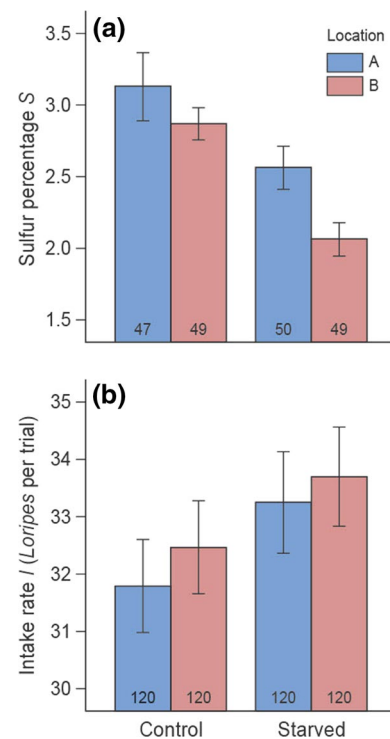 (a)
Location
A
B
Sulfur percentage S
3.5
3.0
2.5
2.0
1.5
47
49
50
49
(b)
Intake rate I (Loripes per trial)
35
34
33
32
31
30
120
120
120
120
Control
Starved